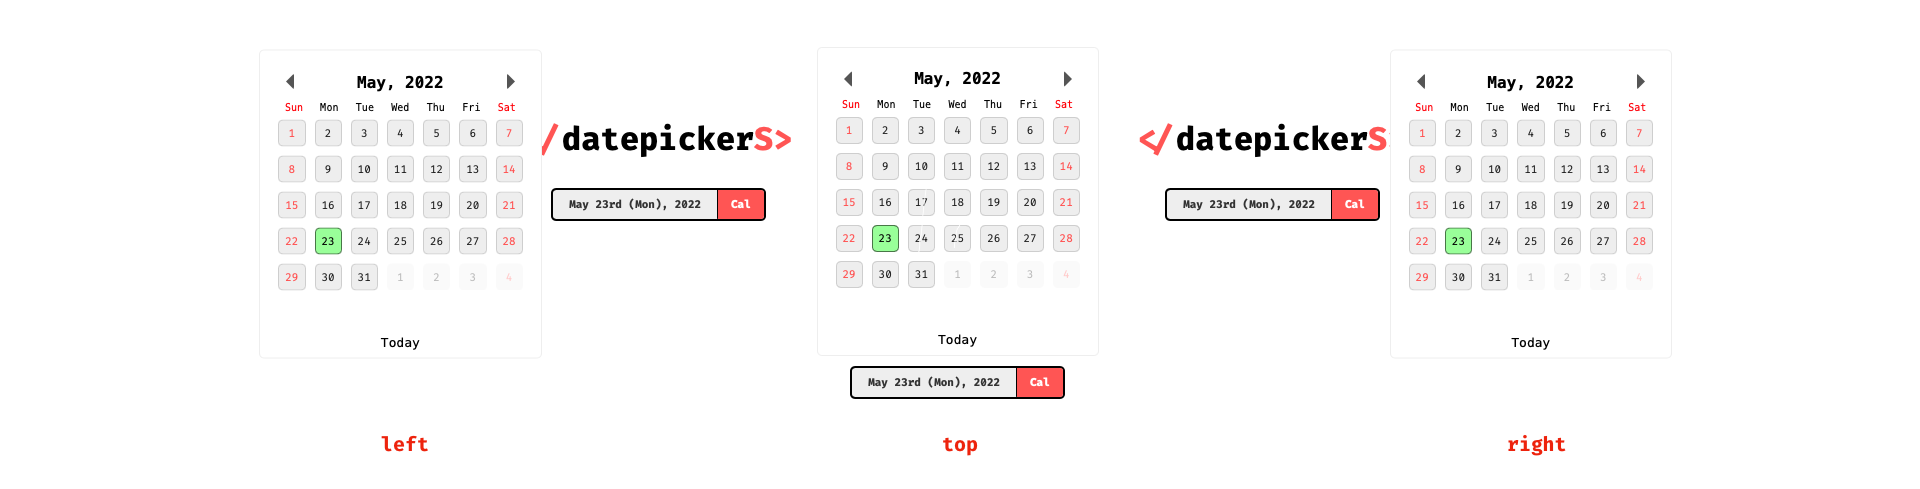 May, 2022
Sun Mon Tue Wed Thu Fri Sat
1 2 3 4 5 6 7
8 9 10 11 12 13 14
15 16 17 18 19 20 21
22 23 24 25 26 27 28
29 30 31 1 2 3 4
Today
/datepickerS>
May 23rd (Mon), 2022 Cal
left
May, 2022
Sun Mon Tue Wed Thu Fri Sat
1 2 3 4 5 6 7
8 9 10 11 12 13 14
15 16 17 18 19 20 21
22 23 24 25 26 27 28
29 30 31 1 2 3 4
Today
May 23rd (Mon), 2022 Cal
top
</datepickerS
May 23rd (Mon), 2022 Cal
May, 2022
Sun Mon Tue Wed Thu Fri Sat
1 2 3 4 5 6 7
8 9 10 11 12 13 14
15 16 17 18 19 20 21
22 23 24 25 26 27 28
29 30 31 1 2 3 4
Today
right